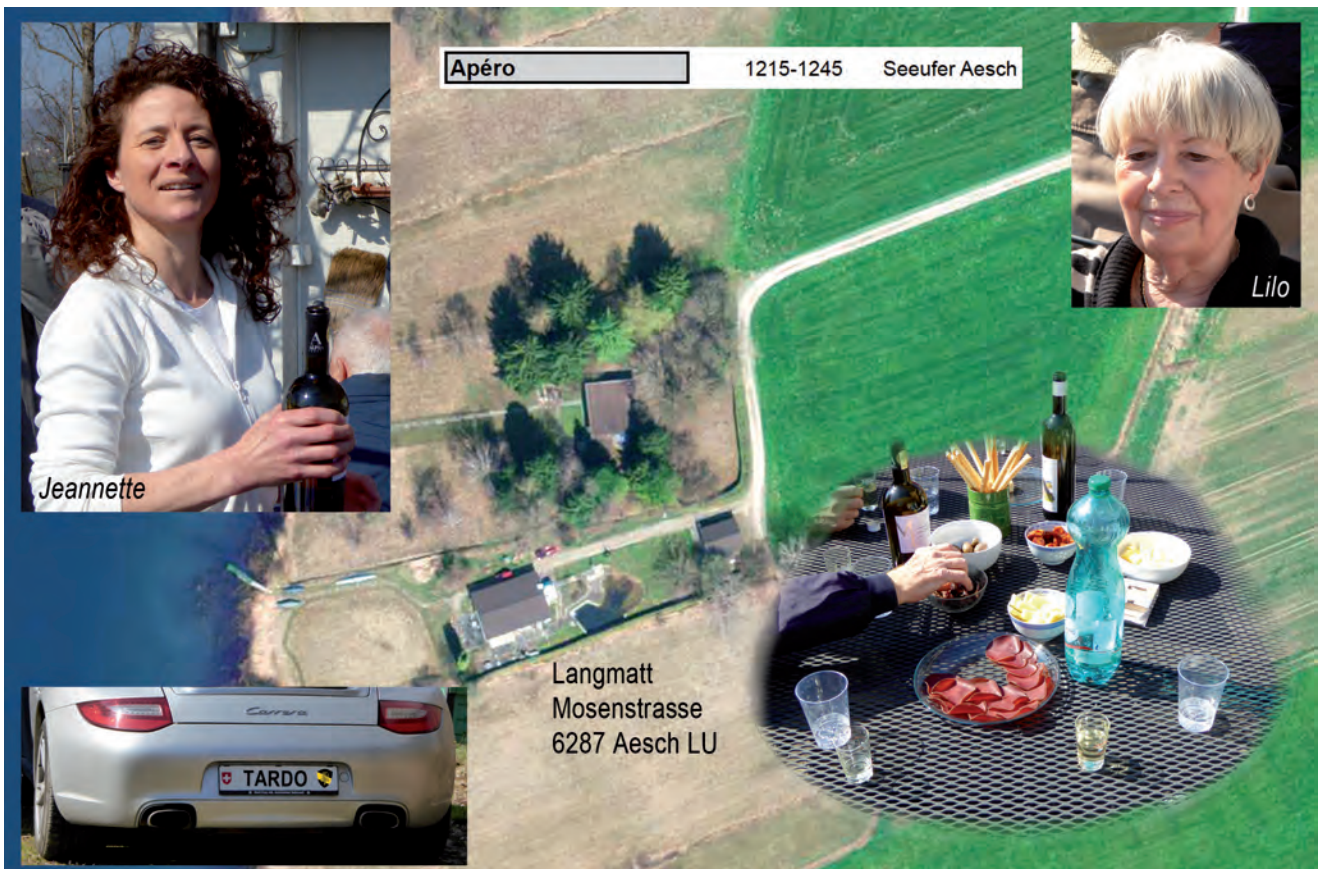 Apéro 1215-1245 Seeufer Aesch
Jeannette
Lilo
Langmatt
Mosenstrasse
6287 Aesch LU
Carrera
TARDO